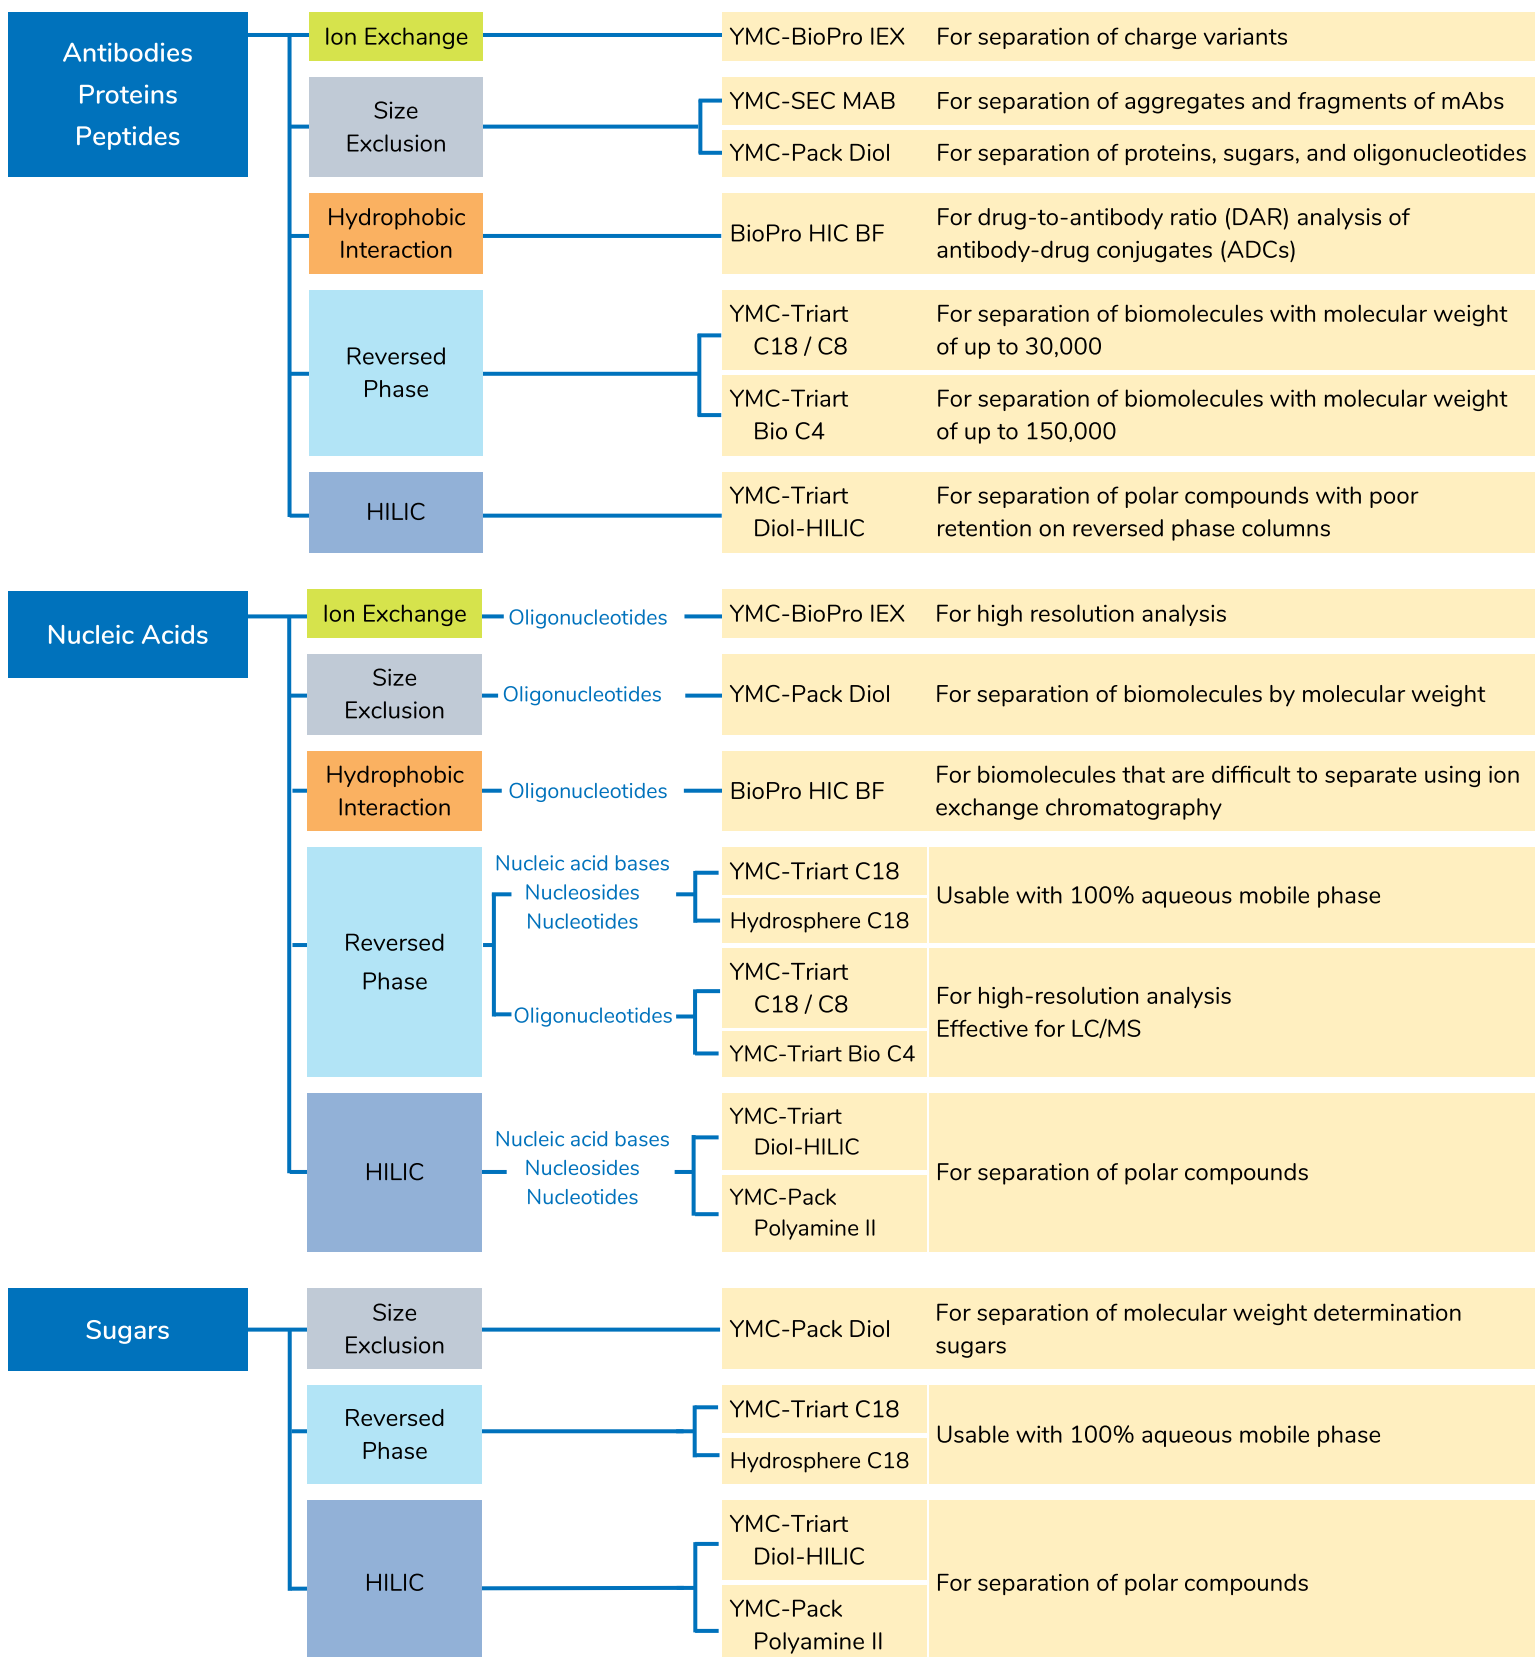 Antibodies
Proteins
Peptides
Ion Exchange
YMC-BioPro IEX
For separation of charge variants
Size
Exclusion
YMC-SEC MAB
For separation of aggregates and fragments of mAbs
YMC-Pack Diol
For separation of proteins, sugars, and oligonucleotides
Hydrophobic
Interaction
BioPro HIC BF
For drug-to-antibody ratio (DAR) analysis of
antibody-drug conjugates (ADCs)
Reversed
Phase
YMC-Triart
C18 / C8
For separation of biomolecules with molecular weight
of up to 30,000
YMC-Triart
Bio C4
For separation of biomolecules with molecular weight
of up to 150,000
HILIC
YMC-Triart
Diol-HILIC
For separation of polar compounds with poor
retention on reversed phase columns
Nucleic Acids
Ion Exchange
Oligonucleotides
YMC-BioPro IEX
For high resolution analysis
Size
Exclusion
Oligonucleotides
YMC-Pack Diol
For separation of biomolecules by molecular weight
Hydrophobic
Interaction
Oligonucleotides
BioPro HIC BF
For biomolecules that are difficult to separate using ion
exchange chromatography
Reversed
Phase
Nucleic acid bases
Nucleosides
Nucleotides
YMC-Triart C18
Hydrosphere C18
Usable with 100% aqueous mobile phase
Oligonucleotides
YMC-Triart
C18 / C8
YMC-Triart Bio C4
For high-resolution analysis
Effective for LC/MS
HILIC
Nucleic acid bases
Nucleosides
Nucleotides
YMC-Triart
Diol-HILIC
YMC-Pack
Polyamine II
For separation of polar compounds
Sugars
Size
Exclusion
YMC-Pack Diol
For separation of molecular weight determination
sugars
Reversed
Phase
YMC-Triart C18
Hydrosphere C18
Usable with 100% aqueous mobile phase
HILIC
YMC-Triart
Diol-HILIC
YMC-Pack
Polyamine II
For separation of polar compounds